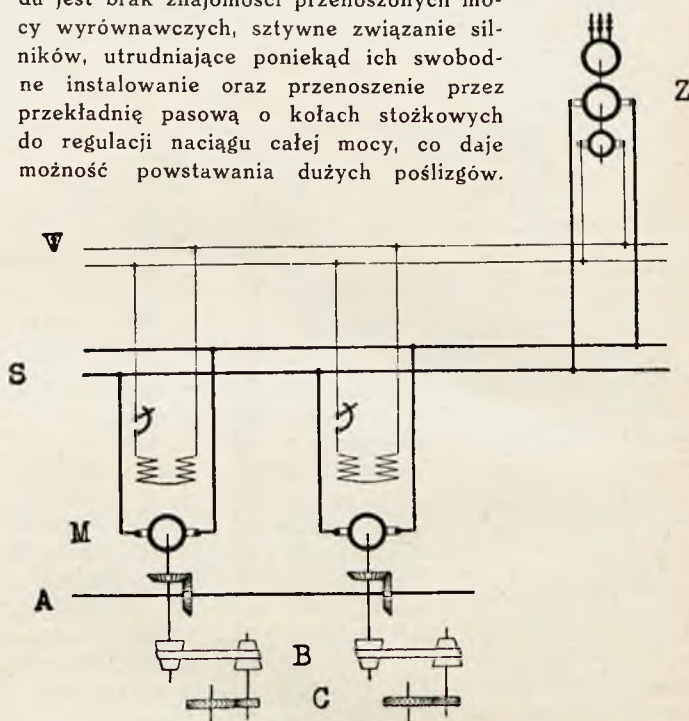 du jest brak znajomości przenoszonych mo-
cy wyrównawczych, sztywne związanie sil-
ników, utrudniające poniekąd ich swobod-
ne instalowanie oraz przenoszenie przez
przekładnię pasową o kołach stożkowych
do regulacji naciągu całej mocy, co daje
możność powstawania dużych poślizgów.
Z
V
S
M
A
B
C